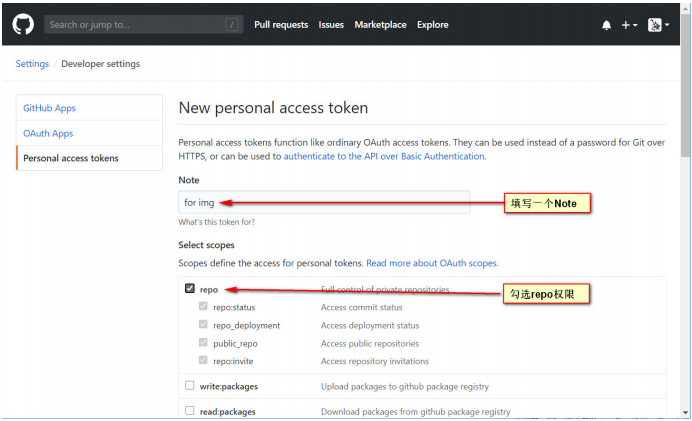 Search or jump to... / Pull requests Issues Marketplace Explore
Settings / Developer settings
GitHub Apps
OAuth Apps
Personal access tokens
New personal access token
Personal access tokens function like ordinary OAuth access tokens. They can be used instead of a password for Git over
HTTPS, or can be used to authenticate to the API over Basic Authentication.
Note
for img
填写一个Note
What's this token for?
Select scopes
Scopes define the access for personal tokens. Read more about OAuth scopes.
repo Full control of private repositories
勾选repo权限
repo:status Access commit status
repo_deployment Access deployment status
public_repo Access public repositories
repo:invite Access repository invitations
write:packages Upload packages to github package registry
read:packages Download packages from github package registry